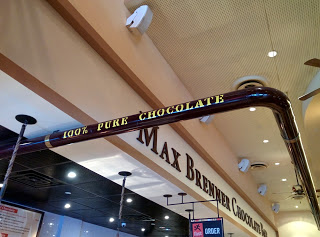 100% PURE CHOCOLATE
MAX BRENNER CHOCOLATE BAR
ORDER